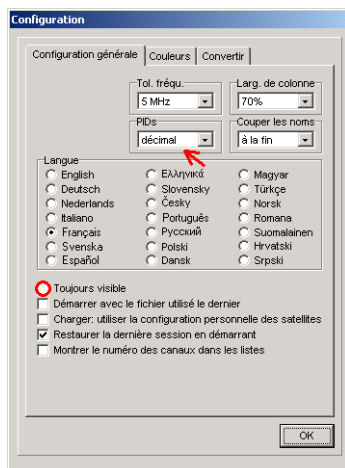 Configuration
Configuration générale Couleurs Convertir
Tol. fréqu. Larg. de colonne
5 MHz 70%
PIDs Couper les noms
décimal à la fin
Langue
English Ελληνικά Magyar
Deutsch Slovensky Türkçe
Nederlands Česky Norsk
Italiano Português Romana
Français Русский Suomalainen
Svenska Polski Hrvatski
Español Dansk Srpski
Toujours visible
Démarrer avec le fichier utilisé le dernier
Charger: utiliser la configuration personelle des satellites
Restaurer la dernière session en démarrant
Montrer le numéro des canaux dans les listes
OK